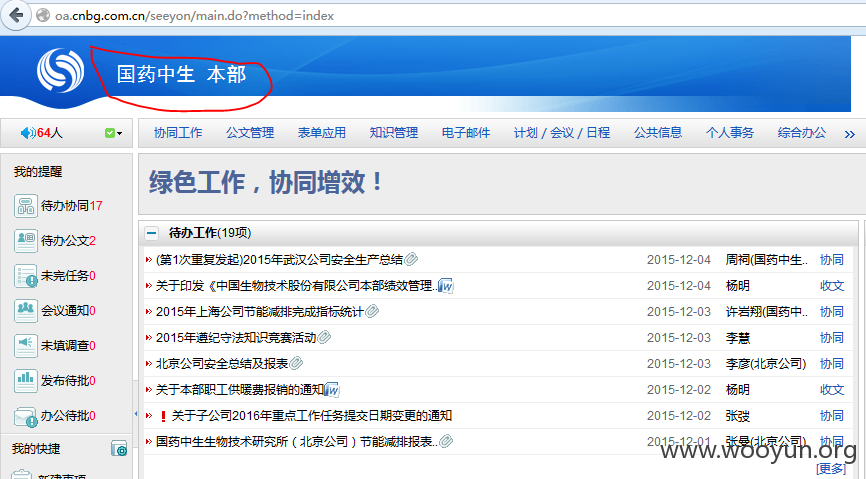 oa.cnbg.com.cn/seeyon/main.do?method=index
国药中生 本部
64人
协同工作 公文管理 表单应用 知识管理 电子邮件 计划 / 会议 / 日程 公共信息 个人事务 综合办公 »
我的提醒
待办协同17
待办公文2
未完任务0
会议通知0
未填调查0
发布待批0
办公待批0
我的快捷
新建事项
绿色工作，协同增效！
待办工作(19项)
(第1次重复发起)2015年武汉公司安全生产总结 2015-12-04 周祠(国药中生.. 协同
关于印发《中国生物技术股份有限公司本部绩效管理.. 2015-12-04 杨明 收文
2015年上海公司节能减排完成指标统计 2015-12-03 许岩翔(国药中.. 协同
2015年遵纪守法知识竞赛活动 2015-12-03 李慧 协同
北京公司安全总结及报表 2015-12-03 李彦(北京公司) 协同
关于本部职工供暖费报销的通知 2015-12-02 杨明 收文
关于子公司2016年重点工作任务提交日期变更的通知 2015-12-02 张弢 协同
国药中生生物技术研究所（北京公司）节能减排报表.. 2015-12-01 张曼(北京公司) 协同
www.wooyun.org
[更多]